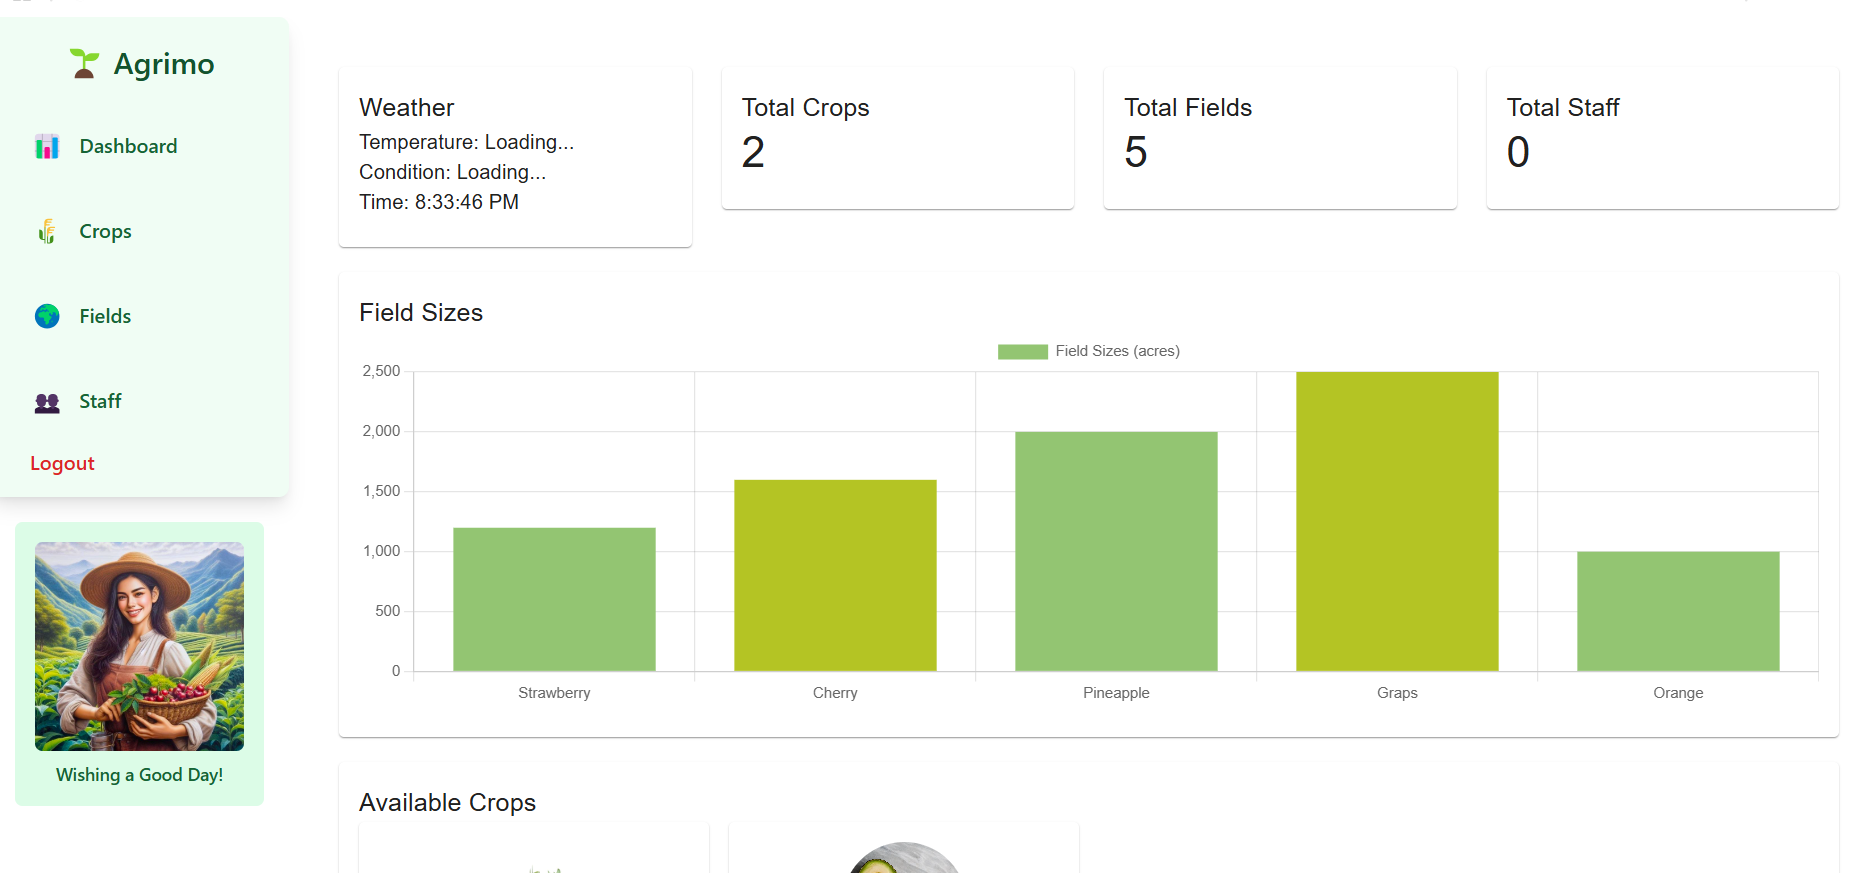 Agrimo
Dashboard
Crops
Fields
Staff
Logout
Wishing a Good Day!
Weather
Temperature: Loading...
Condition: Loading...
Time: 8:33:46 PM
Total Crops
2
Total Fields
5
Total Staff
0
Field Sizes
Field Sizes (acres)
2,500
2,000
1,500
1,000
500
0
Strawberry Cherry Pineapple Graps Orange
Available Crops